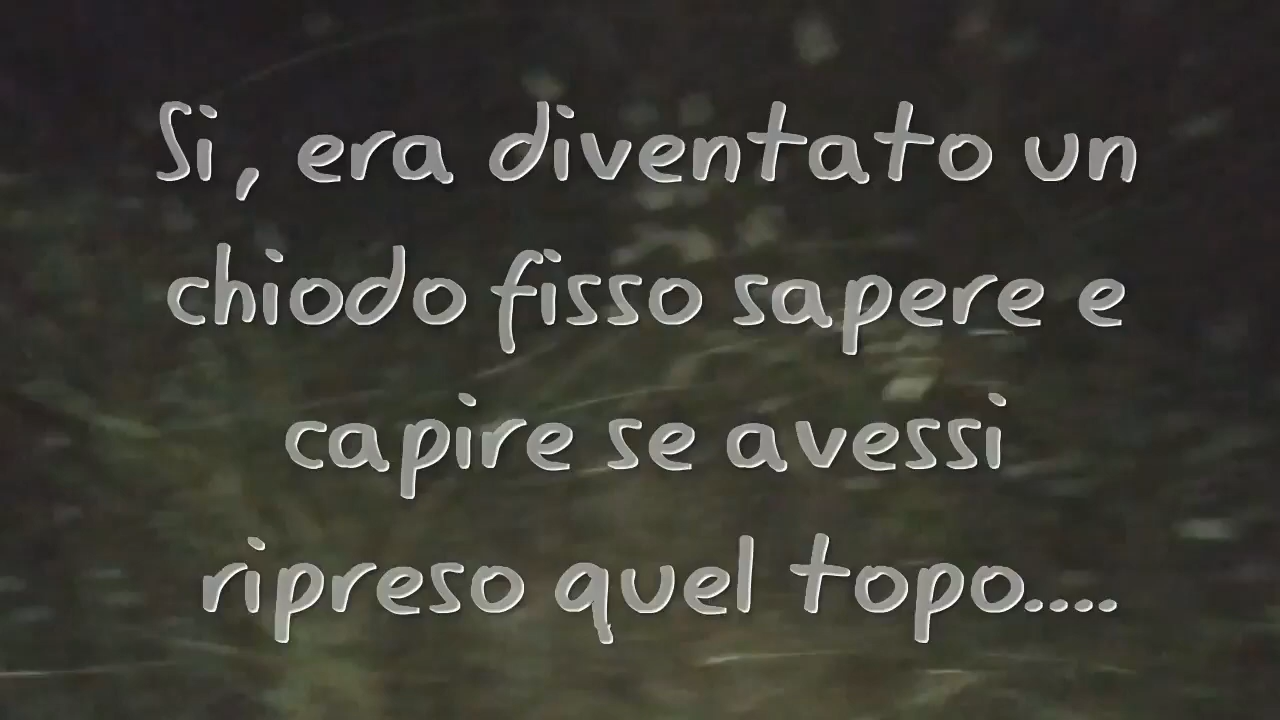 Si, era diventato un
chiodo fisso sapere e
capire se avessi
ripreso quel topo....